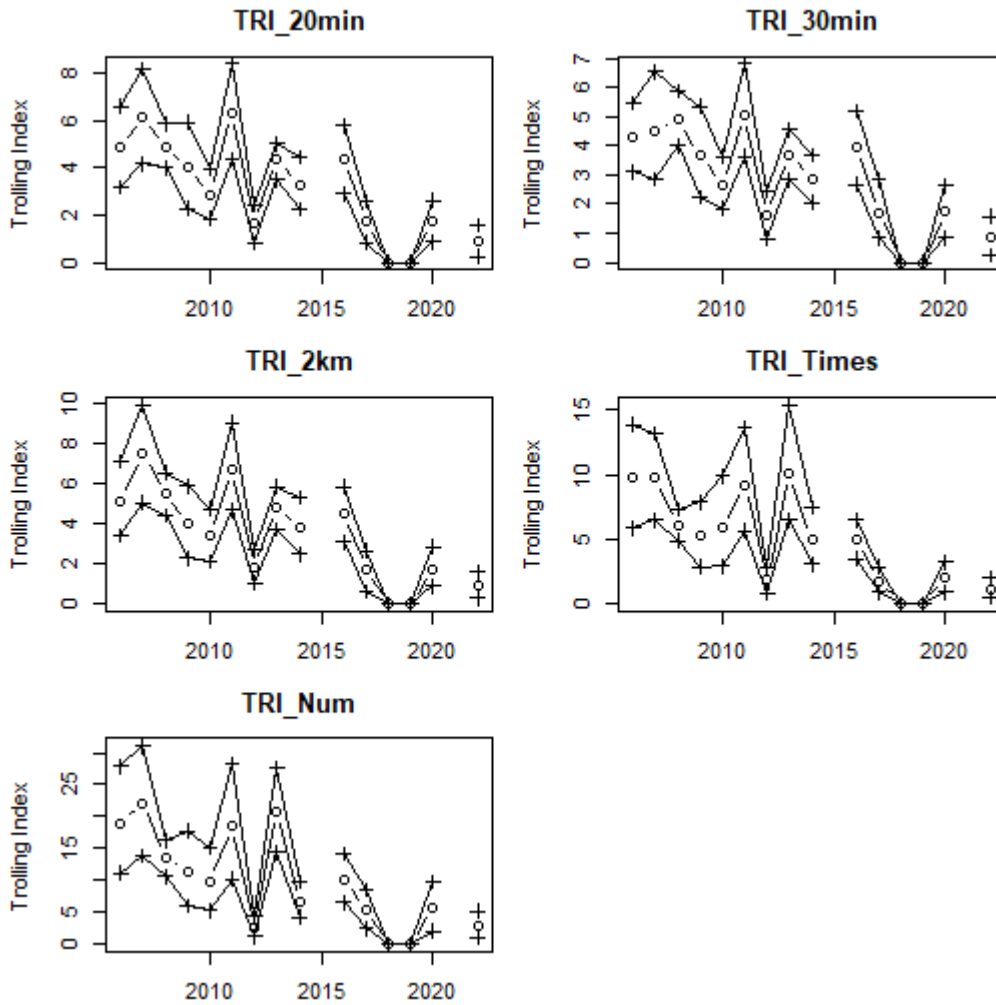 TRI_20min
Trolling Index
0 2 4 6 8
2010 2015 2020
TRI_30min
Trolling Index
0 1 2 3 4 5 6 7
2010 2015 2020
TRI_2km
Trolling Index
0 2 4 6 8 10
2010 2015 2020
TRI_Times
Trolling Index
0 5 10 15
2010 2015 2020
TRI_Num
Trolling Index
0 5 15 25
2010 2015 2020